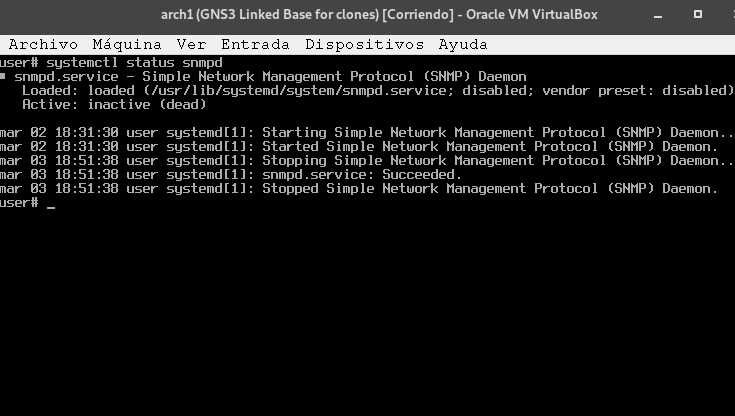 arch1 (GNS3 Linked Base for clones) [Corriendo] - Oracle VM VirtualBox
Archivo Máquina Ver Entrada Dispositivos Ayuda
user# systemctl status snmpd
snmpd.service - Simple Network Management Protocol (SNMP) Daemon
Loaded: loaded (/usr/lib/systemd/system/snmpd.service; disabled; vendor preset: disabled)
Active: inactive (dead)
mar 02 18:31:30 user systemd[1]: Starting Simple Network Management Protocol (SNMP) Daemon..
mar 02 18:31:30 user systemd[1]: Started Simple Network Management Protocol (SNMP) Daemon.
mar 03 18:51:38 user systemd[1]: Stopping Simple Network Management Protocol (SNMP) Daemon..
mar 03 18:51:38 user systemd[1]: snmpd.service: Succeeded.
mar 03 18:51:38 user systemd[1]: Stopped Simple Network Management Protocol (SNMP) Daemon.
user# _